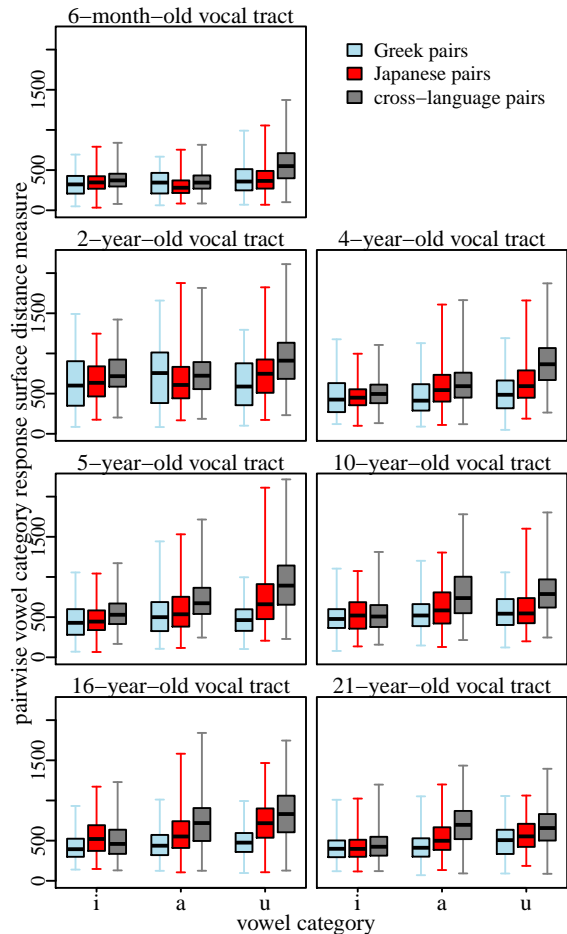 6−month−old vocal tract
Greek pairs
Japanese pairs
cross−language pairs
0 500 1500
2−year−old vocal tract
4−year−old vocal tract
0 500 1500
5−year−old vocal tract
10−year−old vocal tract
0 500 1500
16−year−old vocal tract
21−year−old vocal tract
0 500 1500
i a u
i a u
vowel category
pairwise vowel category response surface distance measure